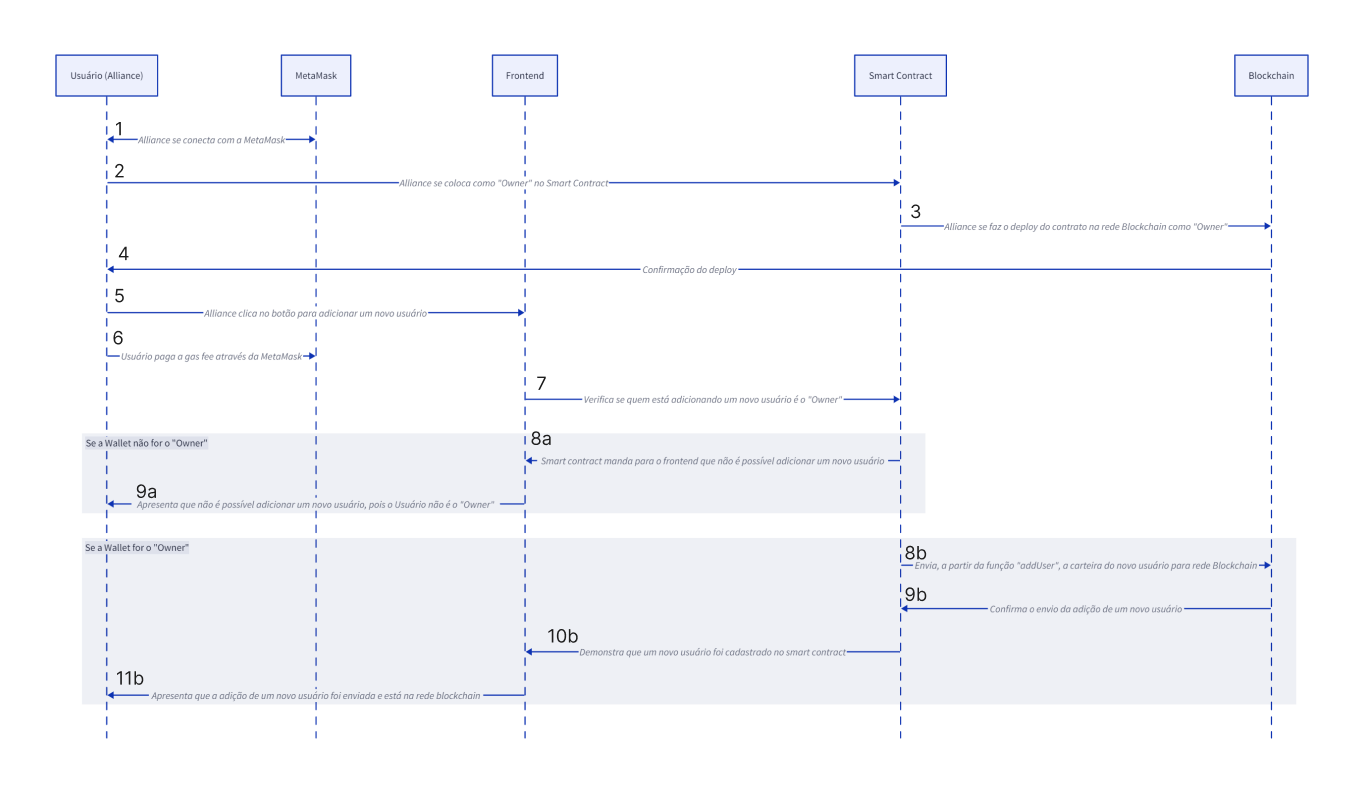 Usuário (Alliance)
MetaMask
Frontend
Smart Contract
Blockchain
1
Alliance se conecta com a MetaMask
2
Alliance se coloca como "Owner" no Smart Contract
3
Alliance se faz o deploy do contrato na rede Blockchain como "Owner"
4
Confirmação do deploy
5
Alliance clica no botão para adicionar um novo usuário
6
Usuário paga a gas fee através da MetaMask
7
Verifica se quem está adicionando um novo usuário é o "Owner"
Se a Wallet não for o "Owner"
8a
Smart contract manda para o frontend que não é possível adicionar um novo usuário
9a
Apresenta que não é possível adicionar um novo usuário, pois o Usuário não é o "Owner"
Se a Wallet for o "Owner"
8b
Envia, a partir da função "addUser", a carteira do novo usuário para rede Blockchain
9b
Confirma o envio da adição de um novo usuário
10b
Demonstra que um novo usuário foi cadastrado no smart contract
11b
Apresenta que a adição de um novo usuário foi enviada e está na rede blockchain